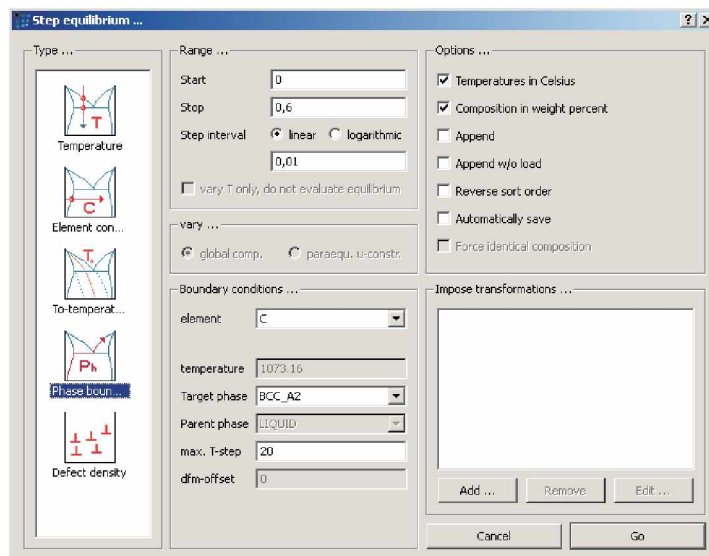 Step equilibrium ...
Type ...
T
Temperature
C
Element con...
To
To-temperat...
Ph
Phase boun...
Defect density
Range ...
Start 0
Stop 0,6
Step interval linear logarithmic
0,01
vary T only, do not evaluate equilibrium
vary ...
global comp. paraequ. u-constr.
Boundary conditions ...
element C
temperature 1073.16
Target phase BCC_A2
Parent phase LIQUID
max. T-step 20
dfm-offset 0
Options ...
Temperatures in Celsius
Composition in weight percent
Append
Append w/o load
Reverse sort order
Automatically save
Force identical composition
Impose transformations ...
Add ... Remove Edit ...
Cancel Go